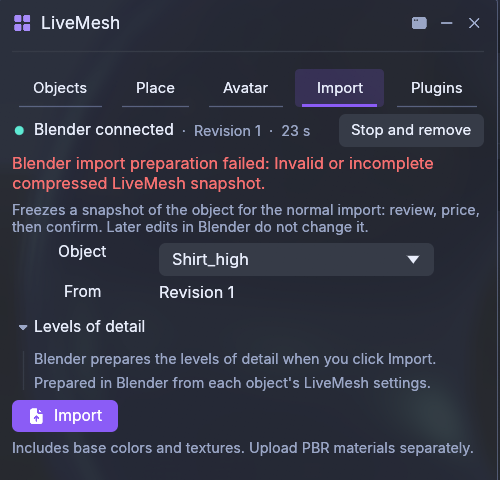 LiveMesh
Objects
Place
Avatar
Import
Plugins
Blender connected · Revision 1 · 23 s
Stop and remove
Blender import preparation failed: Invalid or incomplete
compressed LiveMesh snapshot.
Freezes a snapshot of the object for the normal import: review, price,
then confirm. Later edits in Blender do not change it.
Object
Shirt_high
From
Revision 1
Levels of detail
Blender prepares the levels of detail when you click Import.
Prepared in Blender from each object's LiveMesh settings.
Import
Includes base colors and textures. Upload PBR materials separately.